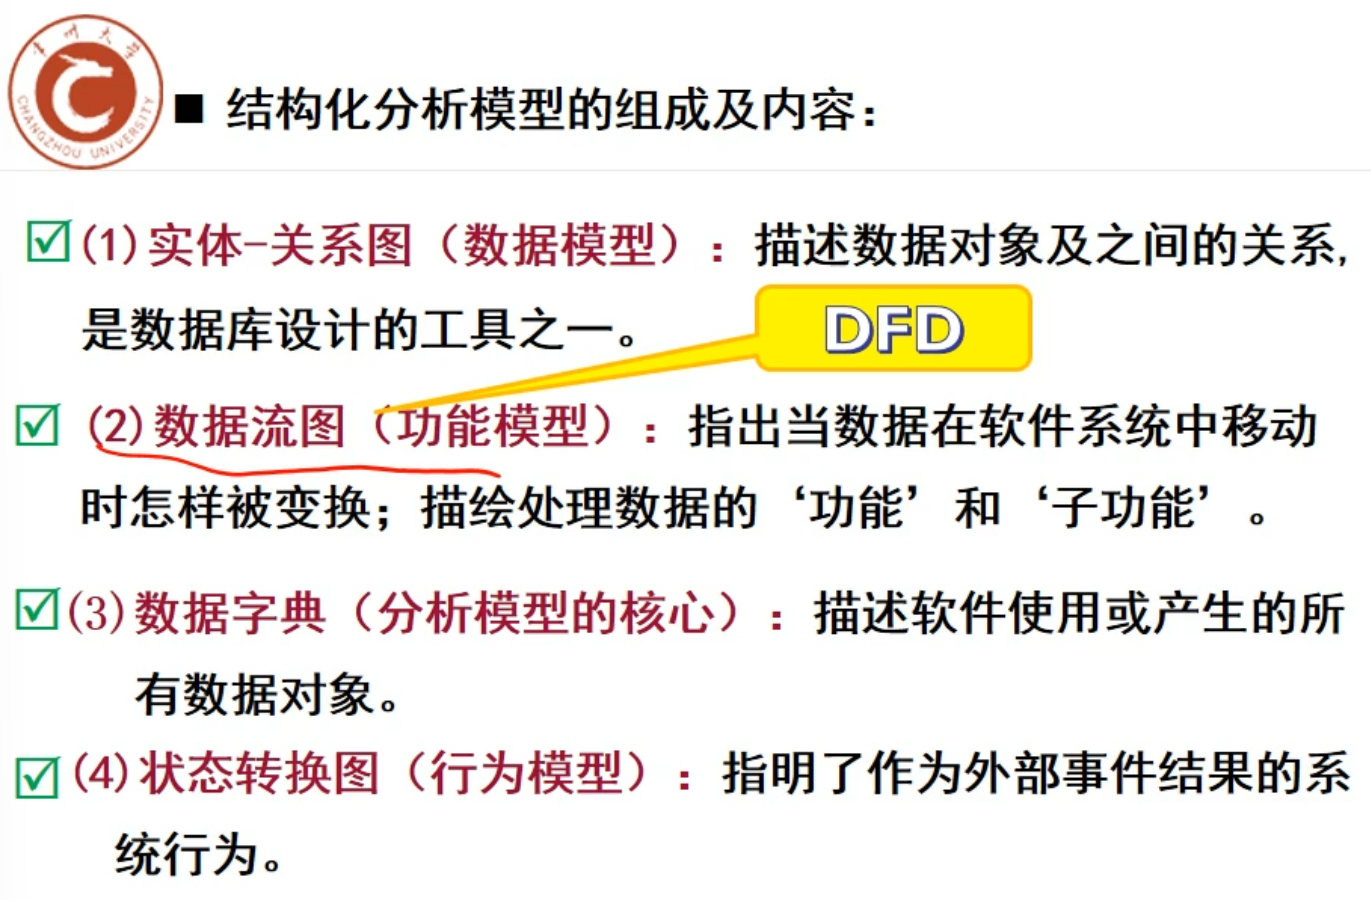 常州大学
CHANGZHOU UNIVERSITY
■ 结构化分析模型的组成及内容：
(1) 实体-关系图（数据模型）：描述数据对象及之间的关系,
是数据库设计的工具之一。
DFD
(2) 数据流图（功能模型）：指出当数据在软件系统中移动
时怎样被变换；描绘处理数据的‘功能’和‘子功能’。
(3) 数据字典（分析模型的核心）：描述软件使用或产生的所
有数据对象。
(4) 状态转换图（行为模型）：指明了作为外部事件结果的系
统行为。